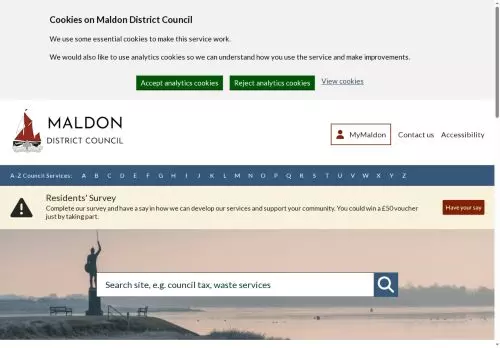 Cookies on Maldon District Council
We use some essential cookies to make this service work.
We would also like to use analytics cookies so we can understand how you use the service and make improvements.
Accept analytics cookies Reject analytics cookies View cookies
MALDON
DISTRICT COUNCIL
MyMaldon Contact us Accessibility
A-Z Council Services: A B C D E F G H I J K L M N O P Q R S T U V W X Y Z
Residents' Survey
Complete our survey and have a say in how we can develop our services and support your community. You could win a £50 voucher
just by taking part.
Have your say
Search site, e.g. council tax, waste services